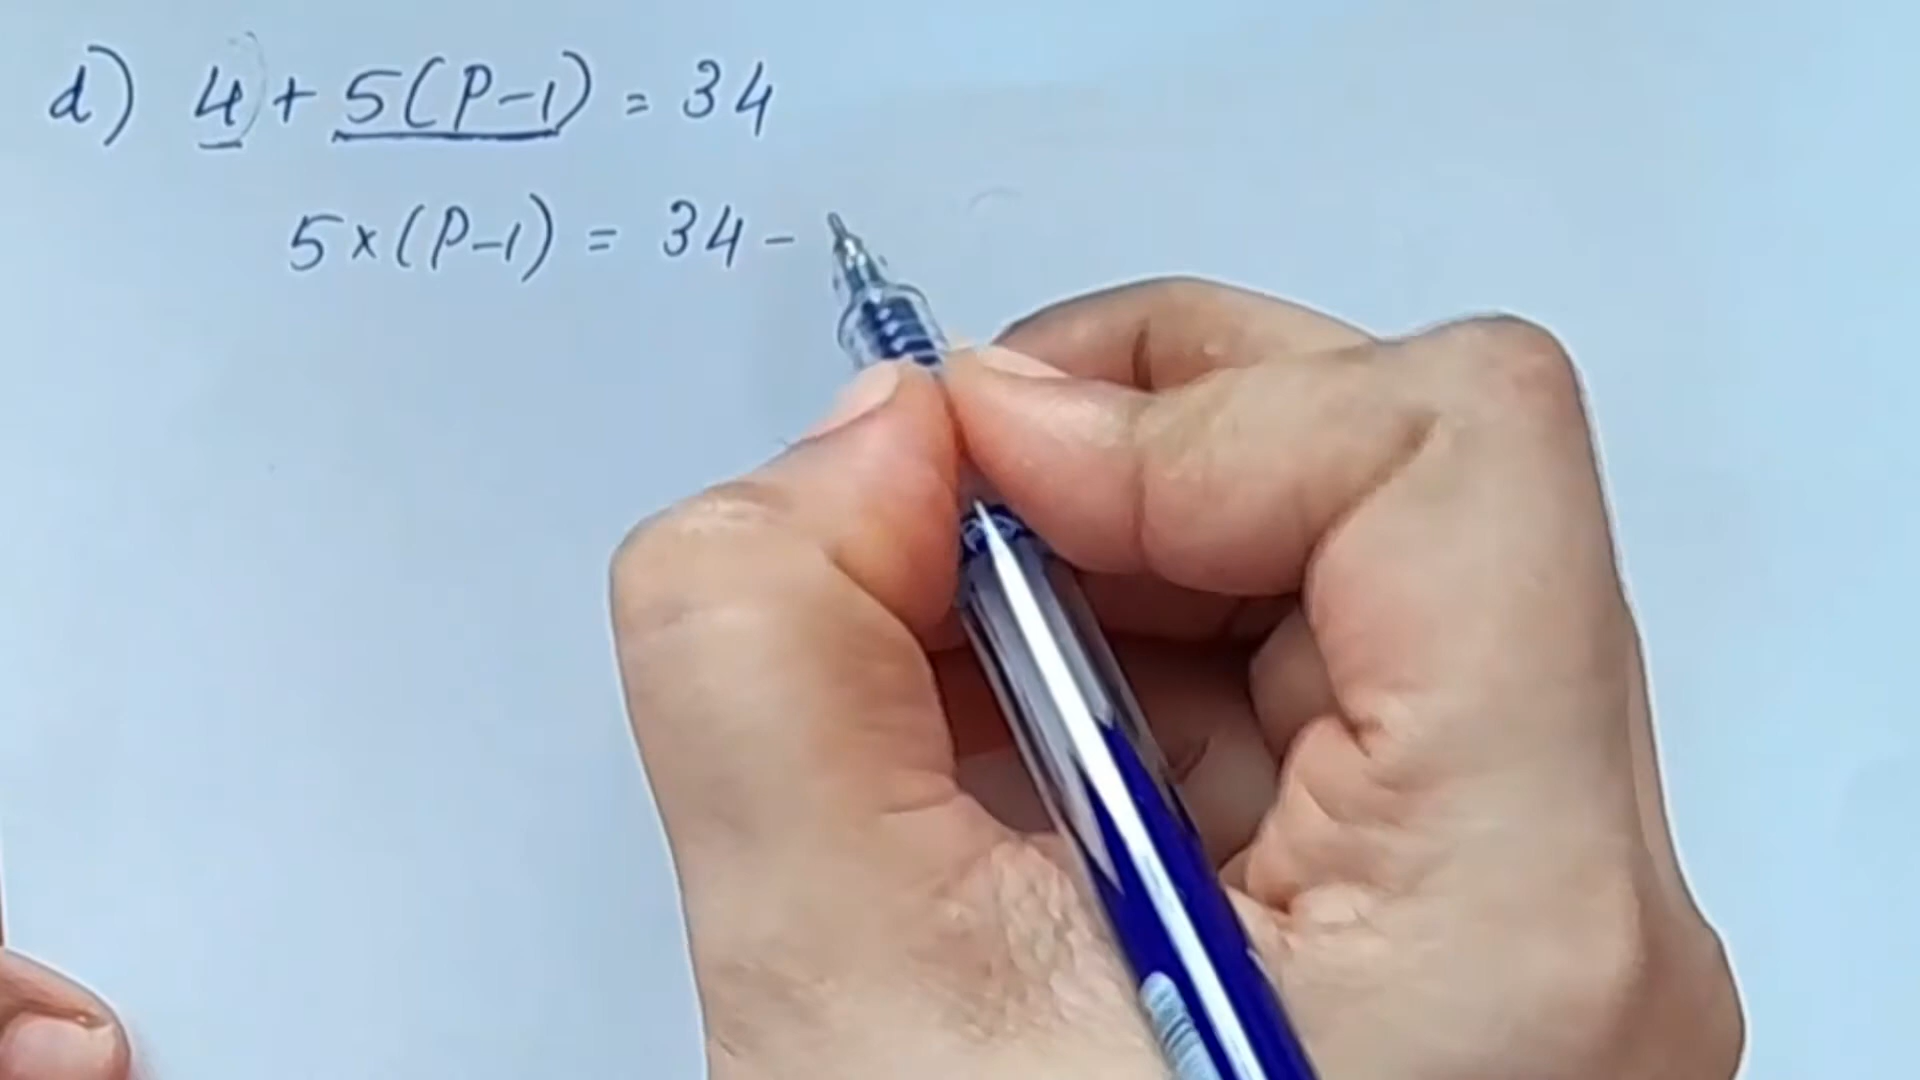 d) 4 + 5(P-1) = 34
5×(P-1) = 34 -